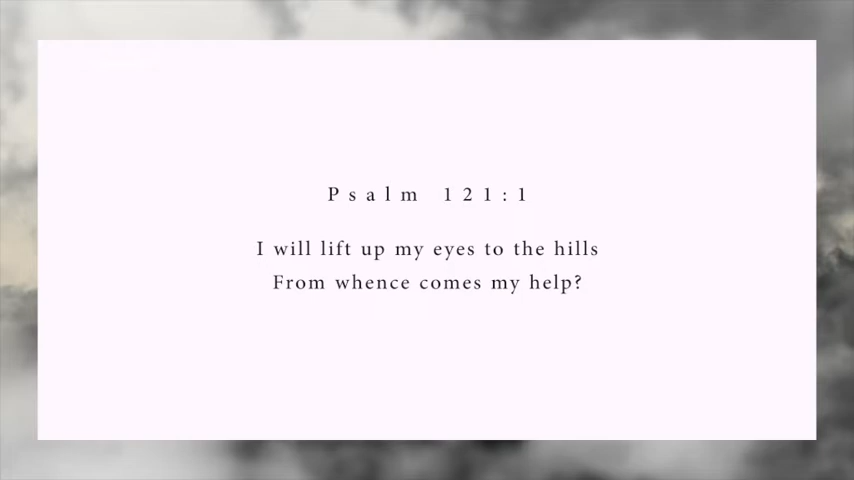 Psalm 121:1
I will lift up my eyes to the hills
From whence comes my help?